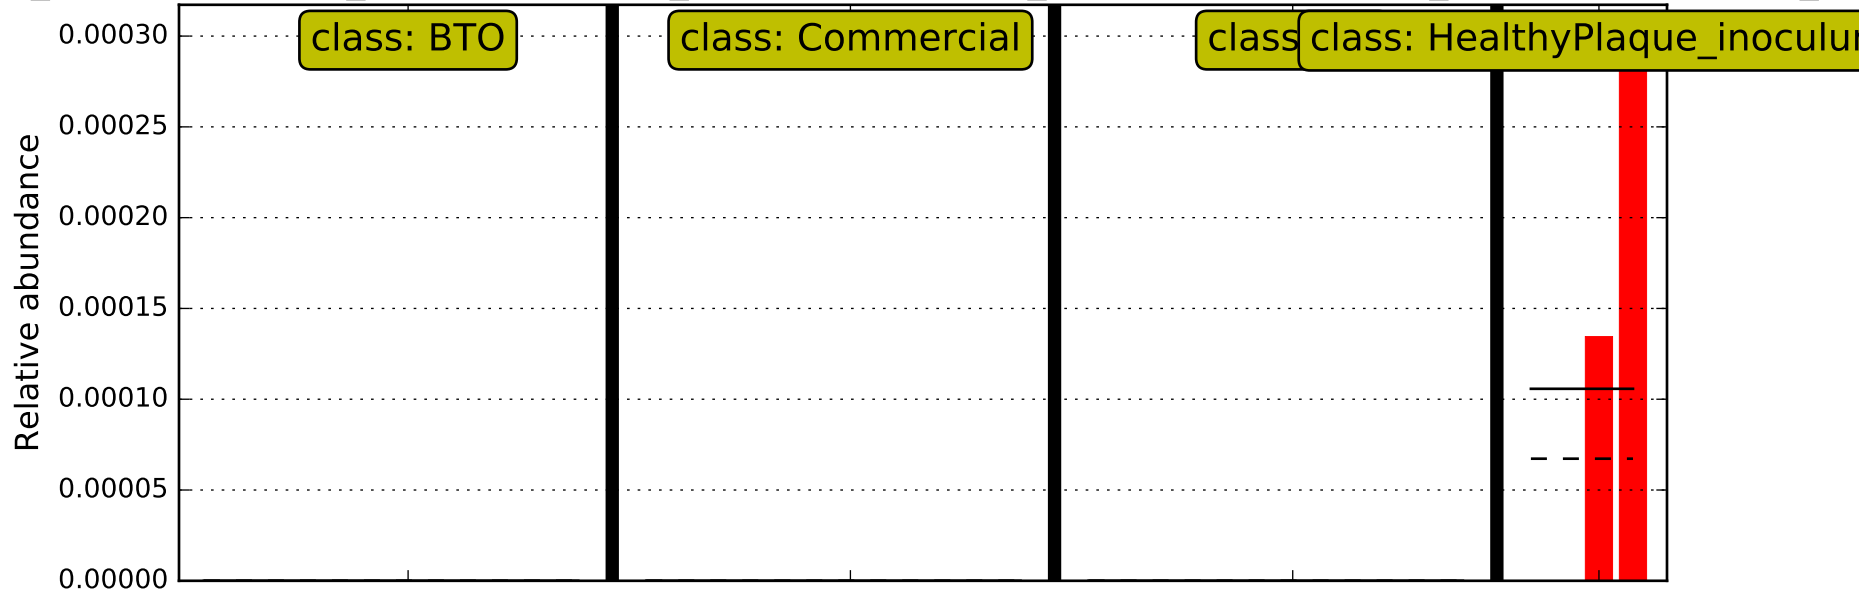 class: BTO
class: Commercial
class
class: HealthyPlaque_inoculu
0.00030
0.00025
0.00020
0.00015
0.00010
0.00005
0.00000
Relative abundance